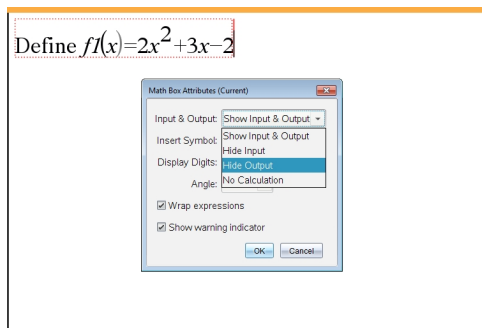 Define f1(x)=2x²+3x−2
Math Box Attributes (Current)
Input & Output: Show Input & Output
Show Input & Output
Insert Symbol:
Hide Input
Display Digits:
Hide Output
Angle:
No Calculation
Wrap expressions
Show warning indicator
OK Cancel